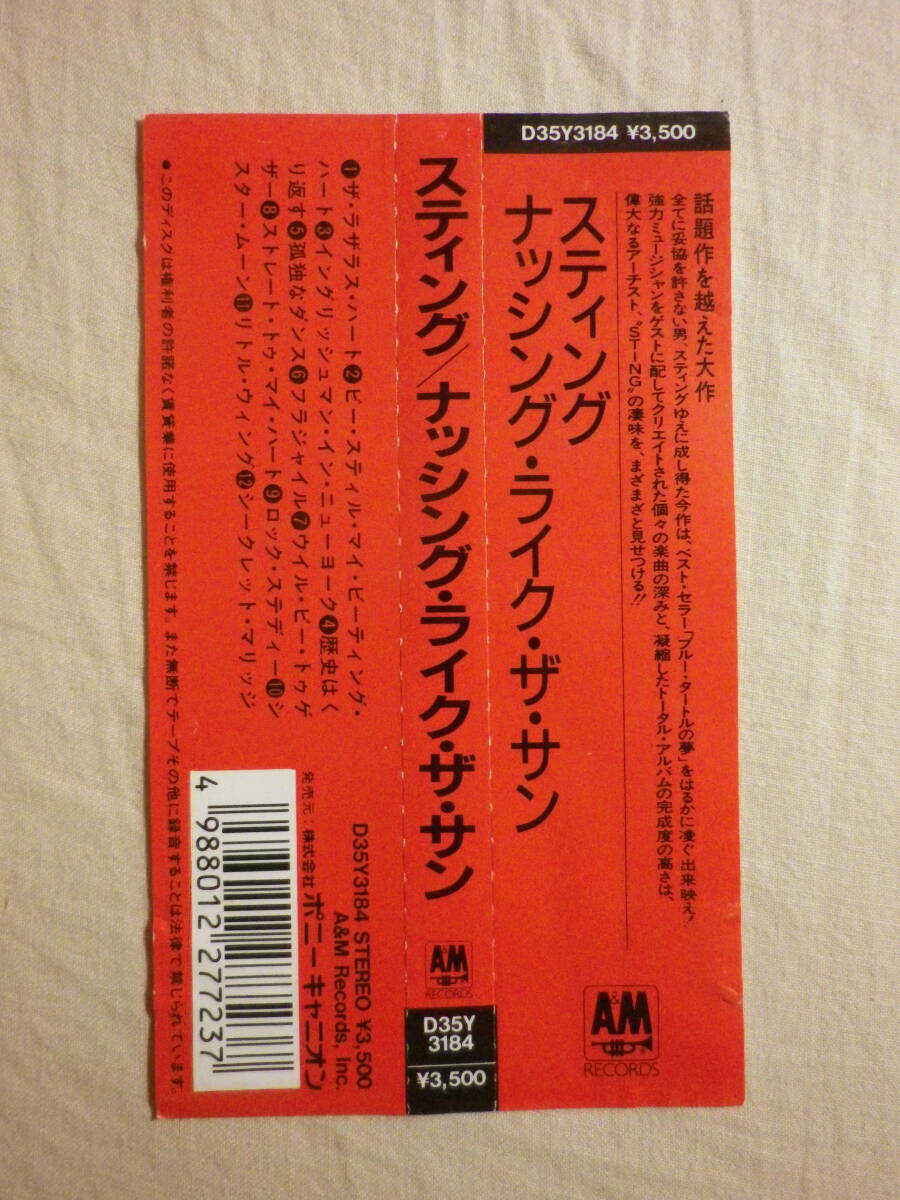 D35Y3184 ¥3,500
話題作を越えた大作
全てに妥協を許さない男、スティングゆえに成し得た今作は、ベスト・セラー「ブルー・タートルの夢」をはるかに凌ぐ出来映え!
強力ミュージシャンをゲストに配してクリエイトされた個々の楽曲の深みと、凝縮したトータル・アルバムの完成度の高さは、
偉大なるアーチスト、"STING"の凄味を、まざまざと見せつける!!
スティング
ナッシング・ライク・ザ・サン
A&M
RECORDS
スティング/ナッシング・ライク・ザ・サン
A&M
RECORDS
D35Y
3184
¥3,500
❶ザ・ラザラス・ハート❷ビー・スティル・マイ・ビーティング・
ハート❸イングリッシュマン・イン・ニューヨーク❹歴史はく
り返す❺孤独なダンス❻フラジャイル❼ウイル・ビー・トゥゲ
ザー❽ストレート・トゥ・マイ・ハート❾ロック・ステディー❿シ
スター・ムーン⓫リトル・ウィング⓬シークレット・マリッジ
D35Y3184 STEREO ¥3,500
A&M Records, Inc.
発売元:株式会社ポニーキャニオン
4 988012 277237
●このディスクは権利者の許諾なく賃貸業に使用することを禁じます。また無断でテープその他に録音することは法律で禁じられています。